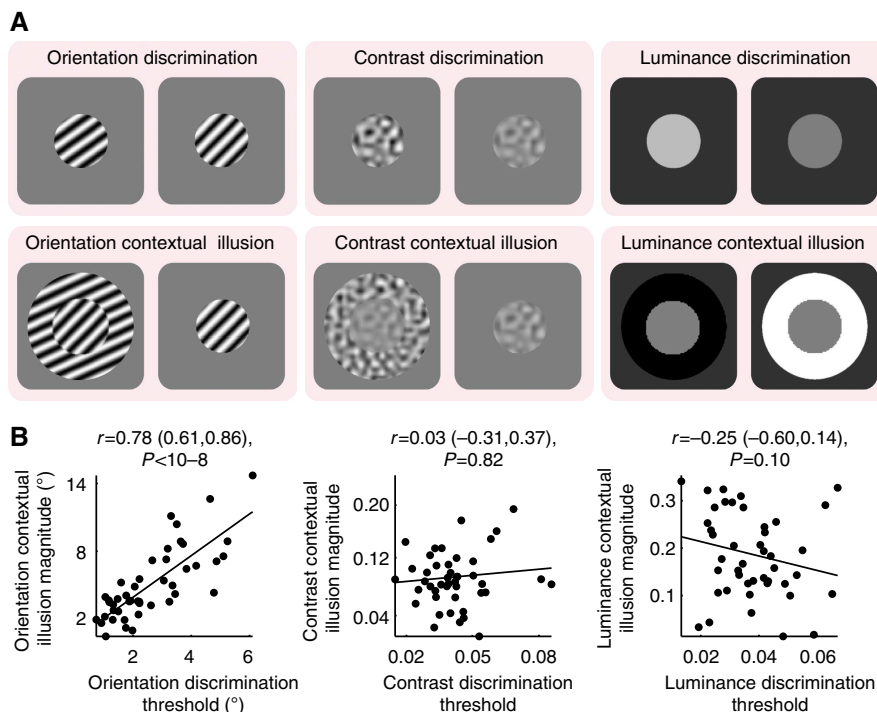 A
Orientation discrimination
Contrast discrimination
Luminance discrimination
Orientation contextual illusion
Contrast contextual illusion
Luminance contextual illusion
B
r=0.78 (0.61,0.86),
P<10–8
Orientation contextual
illusion magnitude (°)
14
8
2
2
4
6
Orientation discrimination
threshold (°)
r=0.03 (–0.31,0.37),
P=0.82
Contrast contextual
illusion magnitude
0.20
0.12
0.04
0.02
0.05
0.08
Contrast discrimination
threshold
r=–0.25 (–0.60,0.14),
P=0.10
Luminance contextual
illusion magnitude
0.3
0.2
0.1
0.02
0.04
0.06
Luminance discrimination
threshold